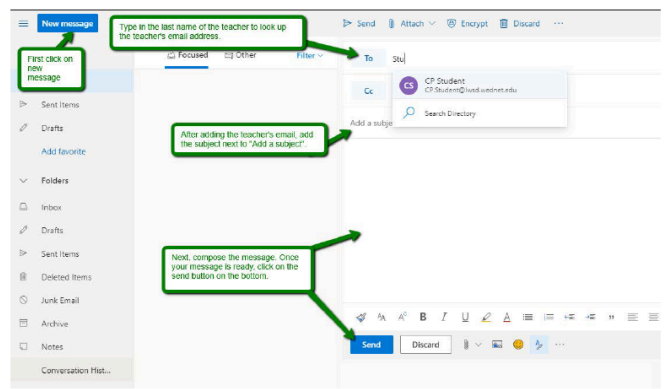 New message
Type in the last name of the teacher to look up
the teacher's email address.
Send Attach Encrypt Discard ...
First click on
new
message
Focused Other Filter
To Stu
CS CP Student
CP.Student@lwsd.wednet.edu
Cc
Search Directory
Sent Items
Drafts
Add a subje
After adding the teacher's email, add
the subject next to "Add a subject".
Add favorite
Folders
Inbox
Drafts
Sent Items
Next, compose the message. Once
your message is ready, click on the
send button on the bottom.
Deleted Items
Junk Email
Archive
B I U A
Notes
Send Discard ...
Conversation Hist...